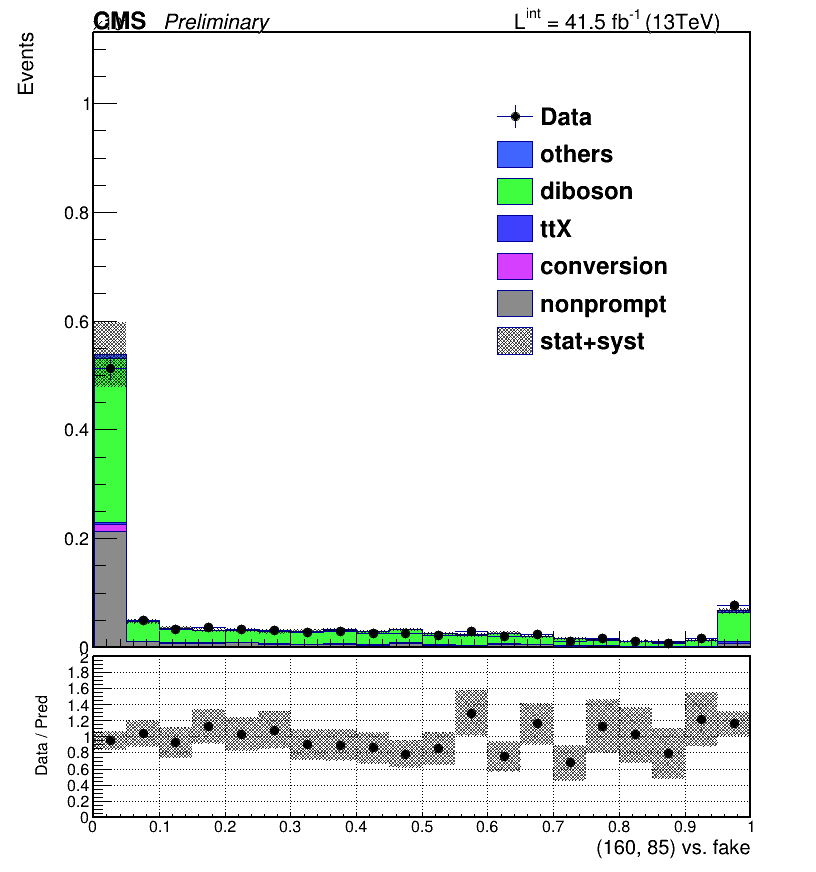 CMS Preliminary
L^int = 41.5 fb^-1 (13TeV)
Events
1
0.8
0.6
0.4
0.2
0
Data
others
diboson
ttX
conversion
nonprompt
stat+syst
Data / Pred
2
1.8
1.6
1.4
1.2
1
0.8
0.6
0.4
0.2
0
0 0.1 0.2 0.3 0.4 0.5 0.6 0.7 0.8 0.9 1
(160, 85) vs. fake